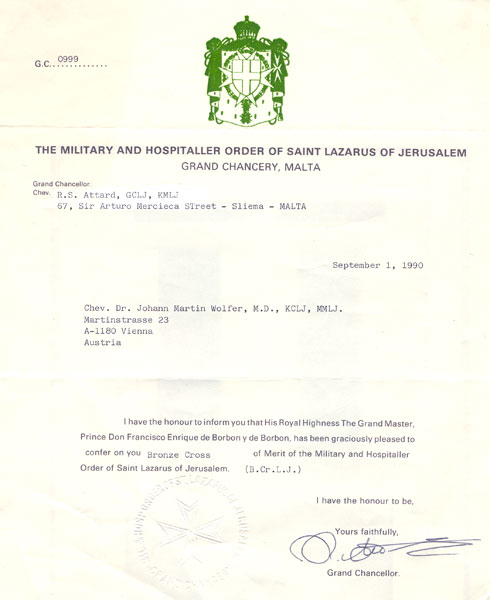 G.C. 0999
THE MILITARY AND HOSPITALLER ORDER OF SAINT LAZARUS OF JERUSALEM
GRAND CHANCERY, MALTA
Grand Chancellor:
Chev. R.S. Attard, GCLJ, KMLJ
67, Sir Arturo Mercieca STreet - Sliema - MALTA
September 1, 1990
Chev. Dr. Johann Martin Wolfer, M.D., KCLJ, MMLJ.
Martinstrasse 23
A-1180 Vienna
Austria
I have the honour to inform you that His Royal Highness The Grand Master,
Prince Don Francisco Enrique de Borbon y de Borbon, has been graciously pleased to
confer on you Bronze Cross of Merit of the Military and Hospitaller
Order of Saint Lazarus of Jerusalem. (B.Cr.L.J.)
I have the honour to be,
Yours faithfully,
Grand Chancellor.